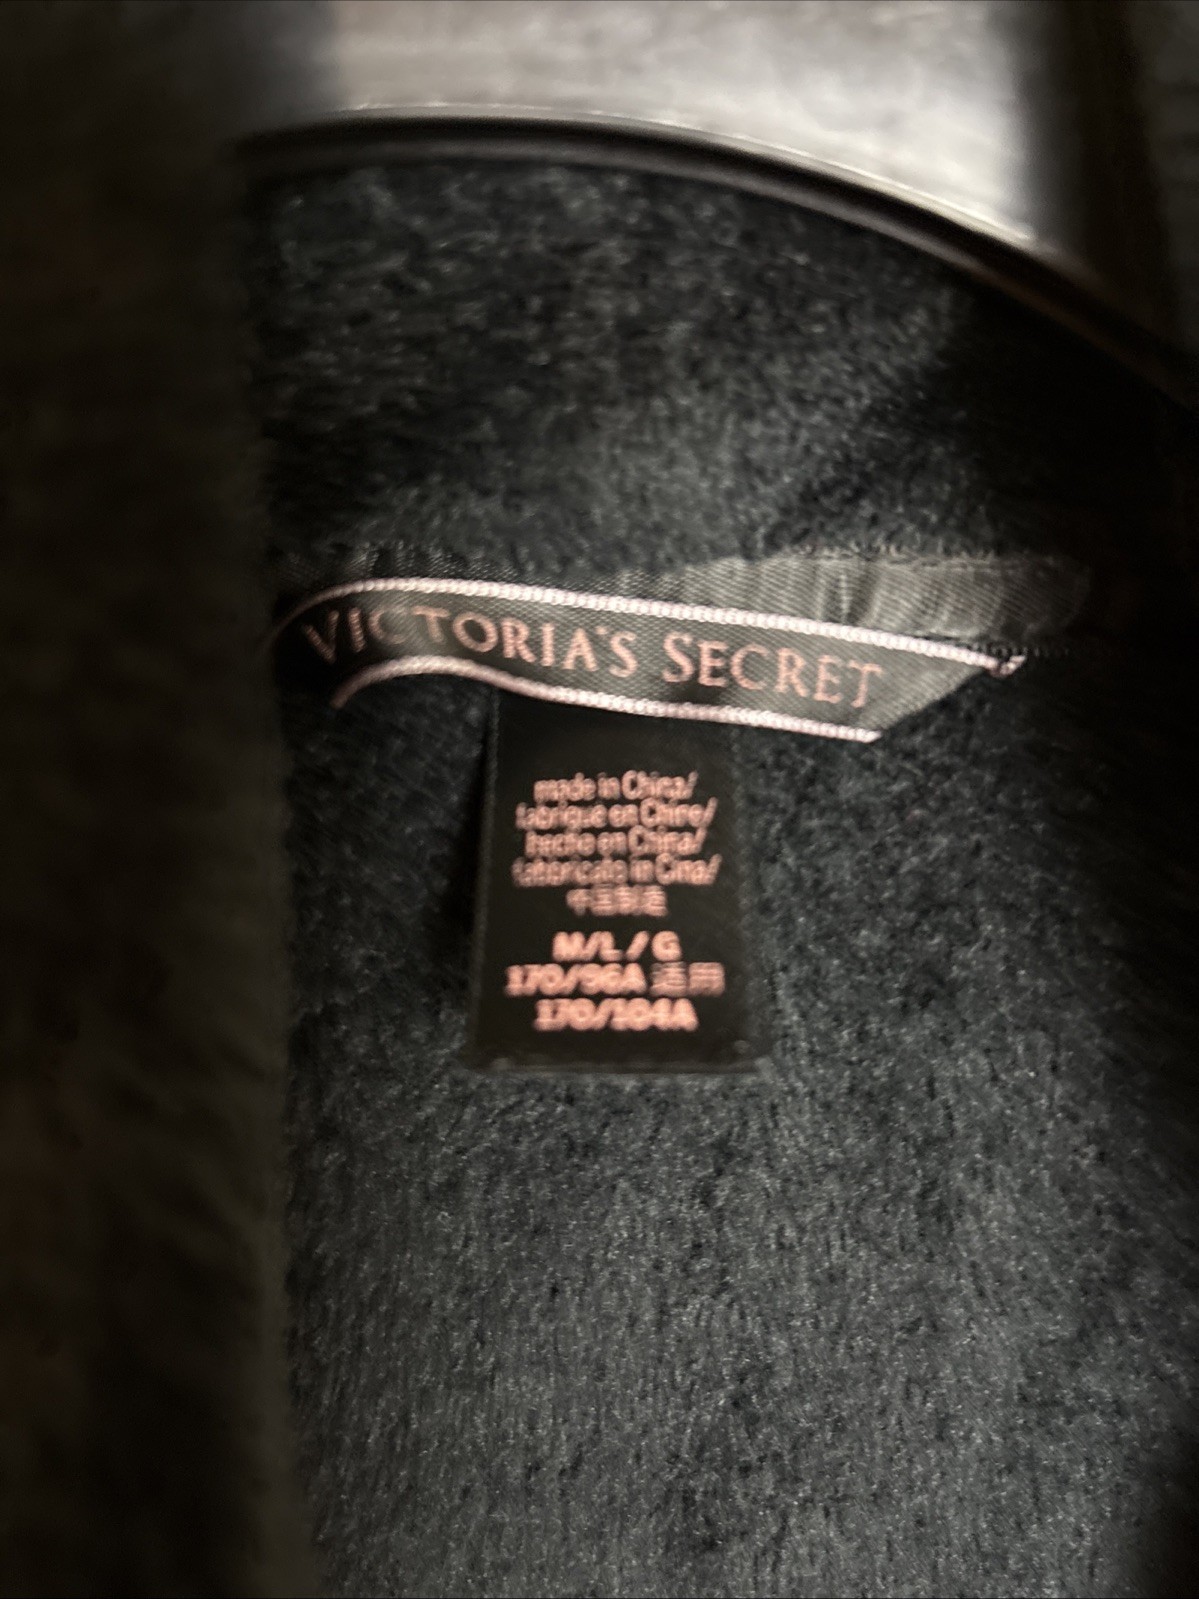 VICTORIA'S SECRET
made in China/
fabriqué en Chine/
hecho en China/
fabbricato in Cina/
中国制造
M/L / G
170/96A 适用
170/104A